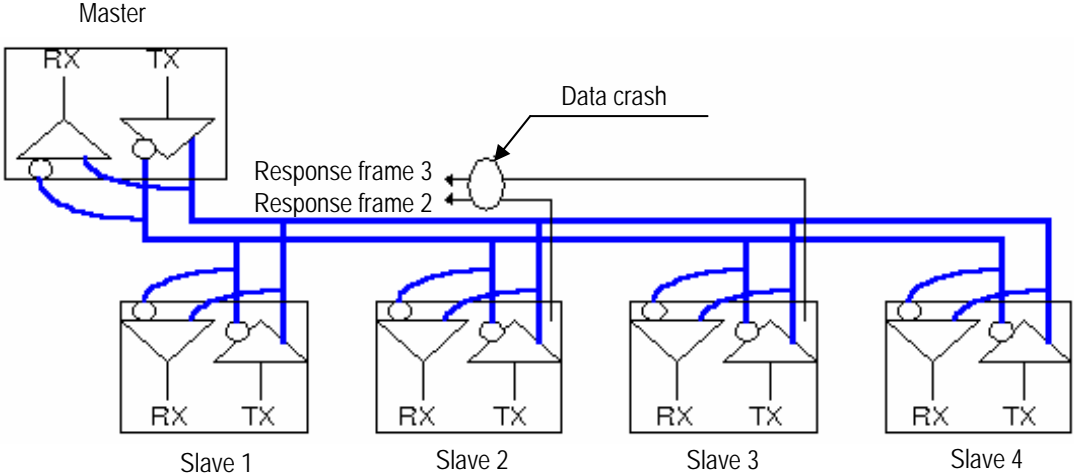 Master
RX TX
Data crash
Response frame 3
Response frame 2
RX TX
RX TX
RX TX
RX TX
Slave 1
Slave 2
Slave 3
Slave 4